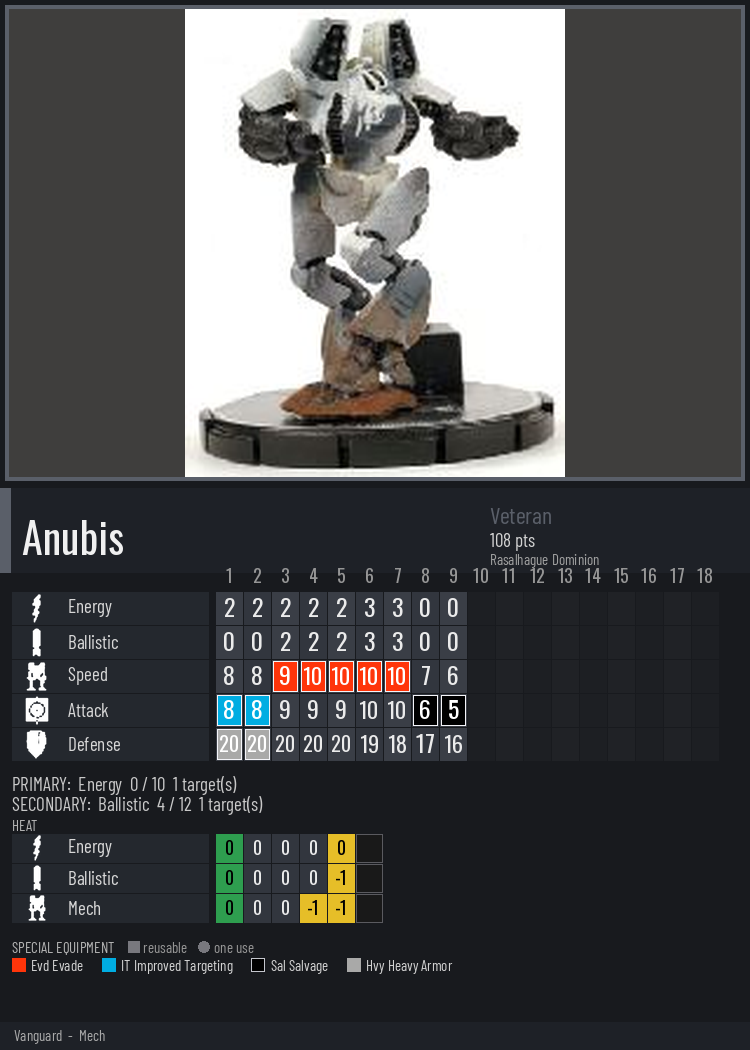 Anubis
Veteran
108 pts
Rasalhague Dominion
1 2 3 4 5 6 7 8 9 10 11 12 13 14 15 16 17 18
Energy 2 2 2 2 2 3 3 0 0
Ballistic 0 0 2 2 2 3 3 0 0
Speed 8 8 9 10 10 10 10 7 6
Attack 8 8 9 9 9 10 10 6 5
Defense 20 20 20 20 20 19 18 17 16
PRIMARY: Energy 0 / 10 1 target(s)
SECONDARY: Ballistic 4 / 12 1 target(s)
HEAT
Energy 0 0 0 0 0
Ballistic 0 0 0 0 -1
Mech 0 0 0 -1 -1
SPECIAL EQUIPMENT reusable one use
Evd Evade IT Improved Targeting Sal Salvage Hvy Heavy Armor
Vanguard - Mech